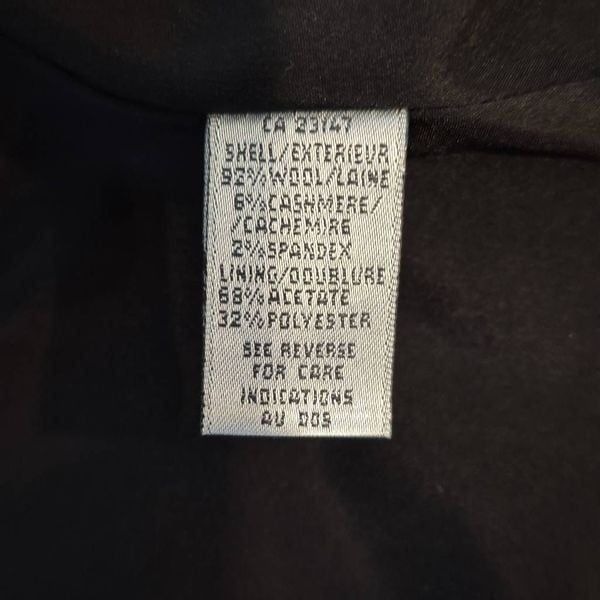 CA 23147
SHELL/EXTERIEUR
92%WOOL/LAINE
6%CASHMERE/
/CACHEMIRE
2%SPANDEX
LINING/DOUBLURE
68%ACETATE
32%POLYESTER
SEE REVERSE
FOR CARE
INDICATIONS
AU DOS